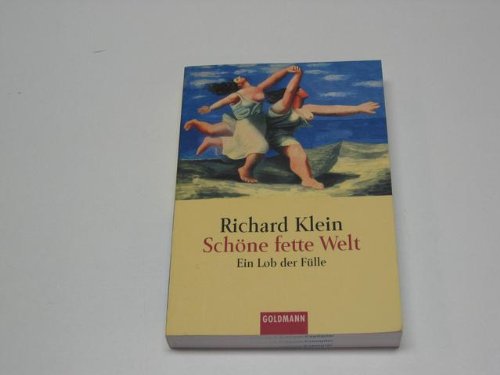 Richard Klein
Schöne fette Welt
Ein Lob der Fülle
GOLDMANN